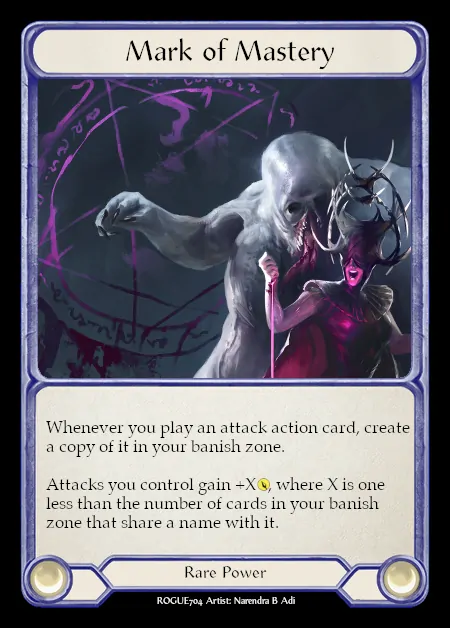 Mark of Mastery
Whenever you play an attack action card, create
a copy of it in your banish zone.
Attacks you control gain +X, where X is one
less than the number of cards in your banish
zone that share a name with it.
Rare Power
ROGUE704 Artist: Narendra B Adi